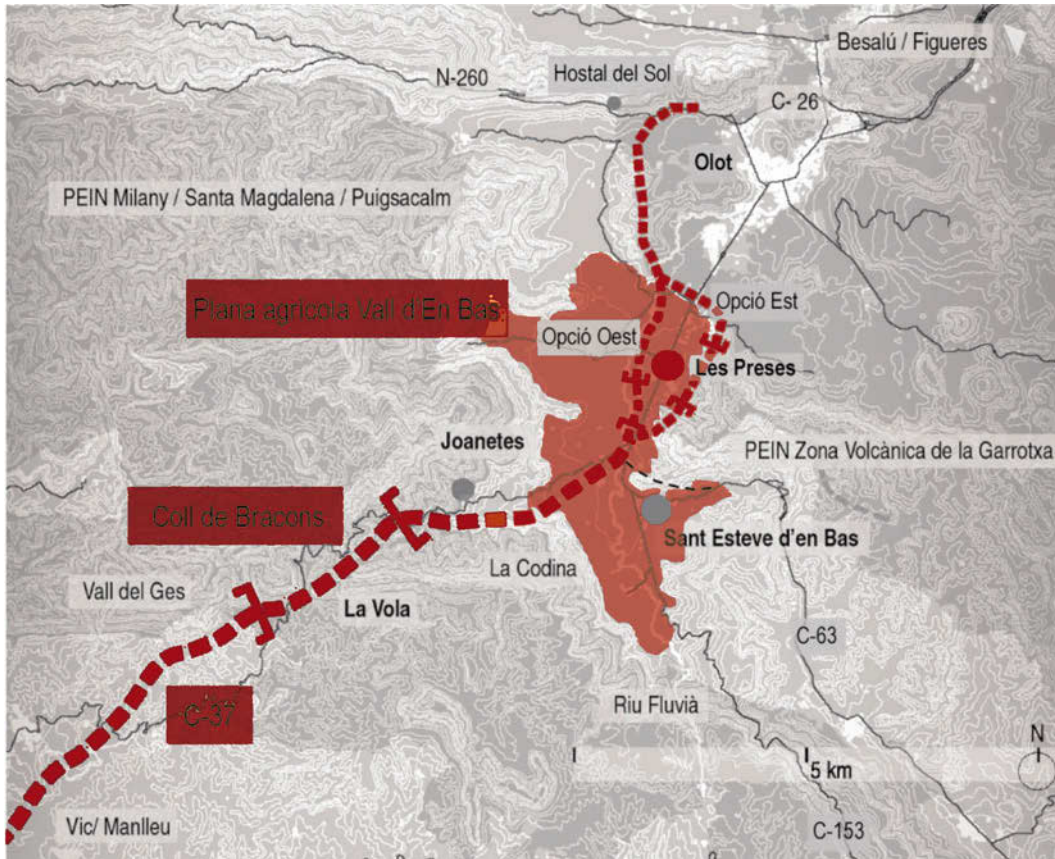 Besalú / Figueres
N-260
Hostal del Sol
C- 26
Olot
PEIN Milany / Santa Magdalena / Puigsacalm
Plana agrícola Vall d'En Bas
Opció Est
Opció Oest
Les Preses
Joanetes
PEIN Zona Volcànica de la Garrotxa
Coll de Bracons
Sant Esteve d'en Bas
La Codina
Vall del Ges
La Vola
C-63
C-37
Riu Fluvià
N
5 km
Vic/ Manlleu
C-153